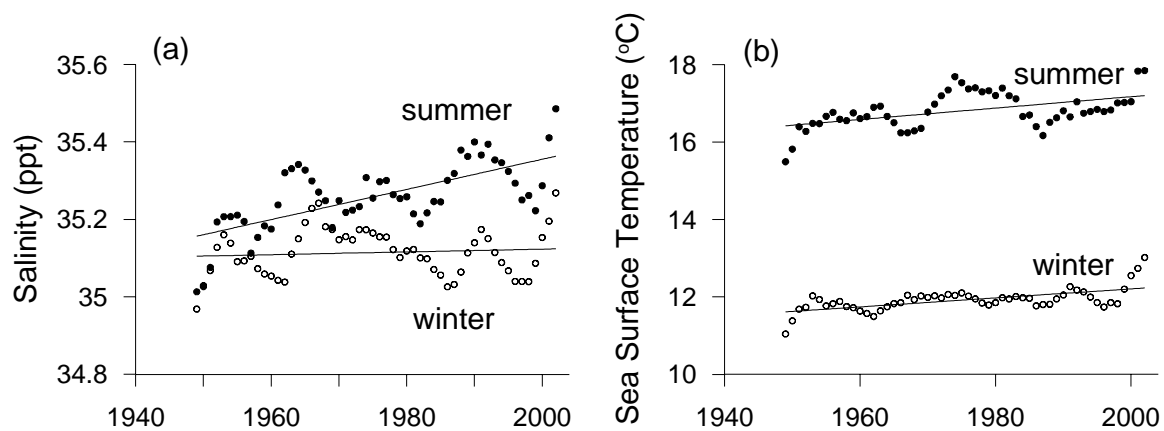 (a)
Salinity (ppt)
35.6
35.4
35.2
35
34.8
summer
winter
1940 1960 1980 2000
(b)
Sea Surface Temperature (°C)
18
16
14
12
10
summer
winter
1940 1960 1980 2000